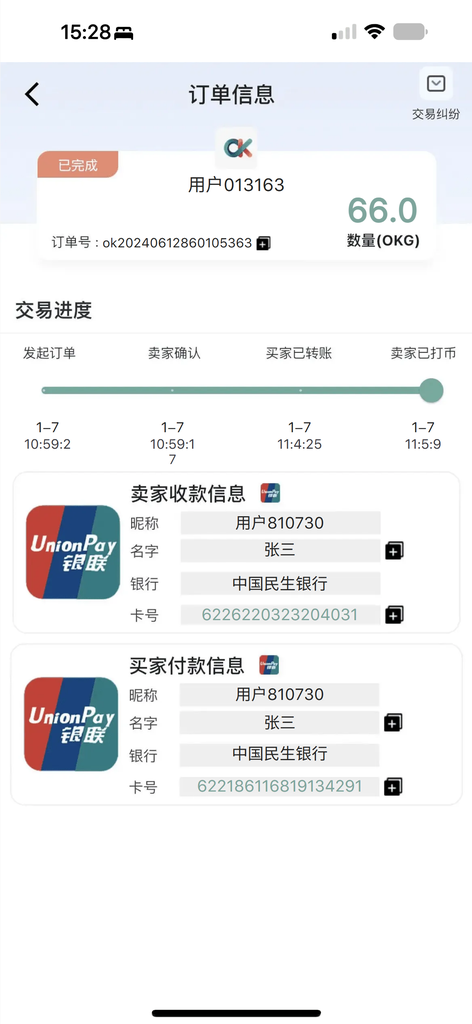 15:28
订单信息
交易纠纷
OK
已完成
用户013163
66.0
订单号 : ok20240612860105363
数量(OKG)
交易进度
发起订单 卖家确认 买家已转账 卖家已打币
1-7 1-7 1-7 1-7
10:59:2 10:59:1 11:4:25 11:5:9
7
卖家收款信息
UnionPay
银联
昵称 用户810730
名字 张三
银行 中国民生银行
卡号 6226220323204031
买家付款信息
UnionPay
银联
昵称 用户810730
名字 张三
银行 中国民生银行
卡号 622186116819134291